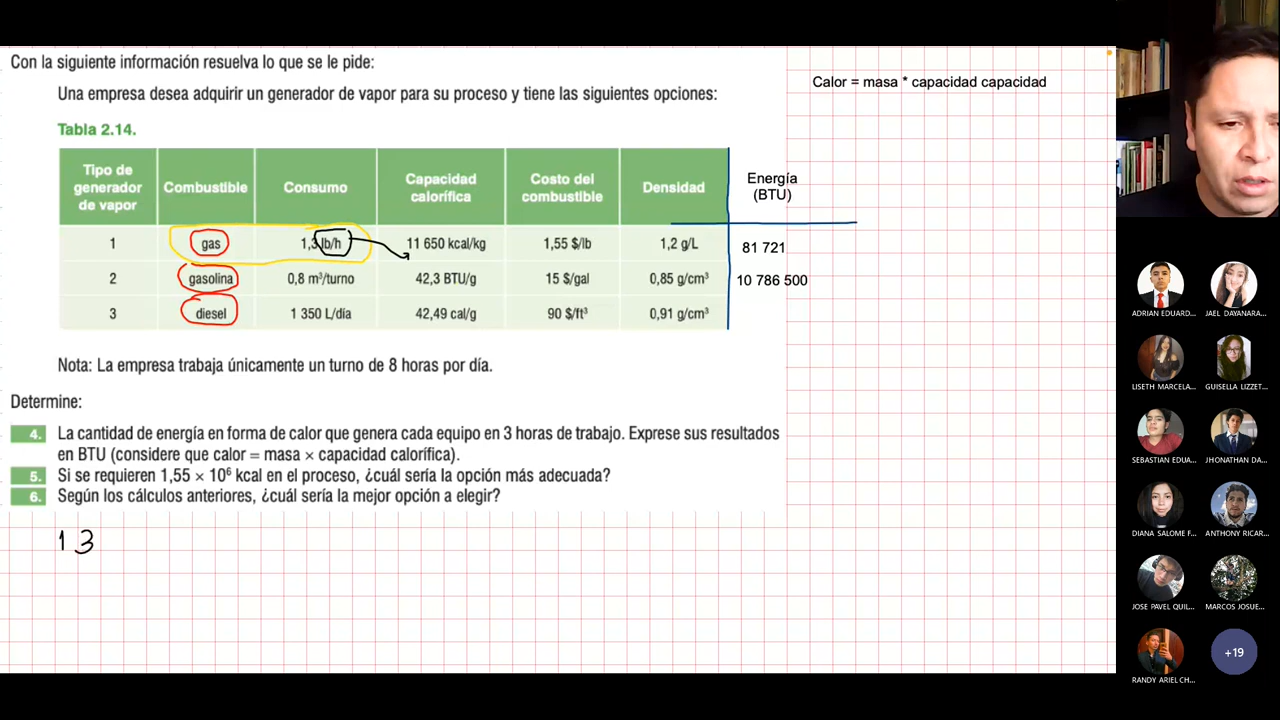 Con la siguiente información resuelva lo que se le pide:
Calor = masa * capacidad capacidad
Una empresa desea adquirir un generador de vapor para su proceso y tiene las siguientes opciones:
Tabla 2.14.
Tipo de generador de vapor Combustible Consumo Capacidad calorífica Costo del combustible Densidad Energía (BTU)
1 gas 1,3 lb/h 11 650 kcal/kg 1,55 $/lb 1,2 g/L 81 721
2 gasolina 0,8 m³/turno 42,3 BTU/g 15 $/gal 0,85 g/cm³ 10 786 500
3 diesel 1 350 L/día 42,49 cal/g 90 $/ft³ 0,91 g/cm³
Nota: La empresa trabaja únicamente un turno de 8 horas por día.
Determine:
4. La cantidad de energía en forma de calor que genera cada equipo en 3 horas de trabajo. Exprese sus resultados
en BTU (considere que calor = masa × capacidad calorífica).
5. Si se requieren 1,55 × 10⁶ kcal en el proceso, ¿cuál sería la opción más adecuada?
6. Según los cálculos anteriores, ¿cuál sería la mejor opción a elegir?
1 3
ADRIAN EDUARD... JAEL DAYANARA...
LISETH MARCELA... GUISELLA LIZZET...
SEBASTIAN EDUA... JHONATHAN DA...
DIANA SALOME F... ANTHONY RICAR...
JOSE PAVEL QUIL... MARCOS JOSUE...
+19
RANDY ARIEL CH...